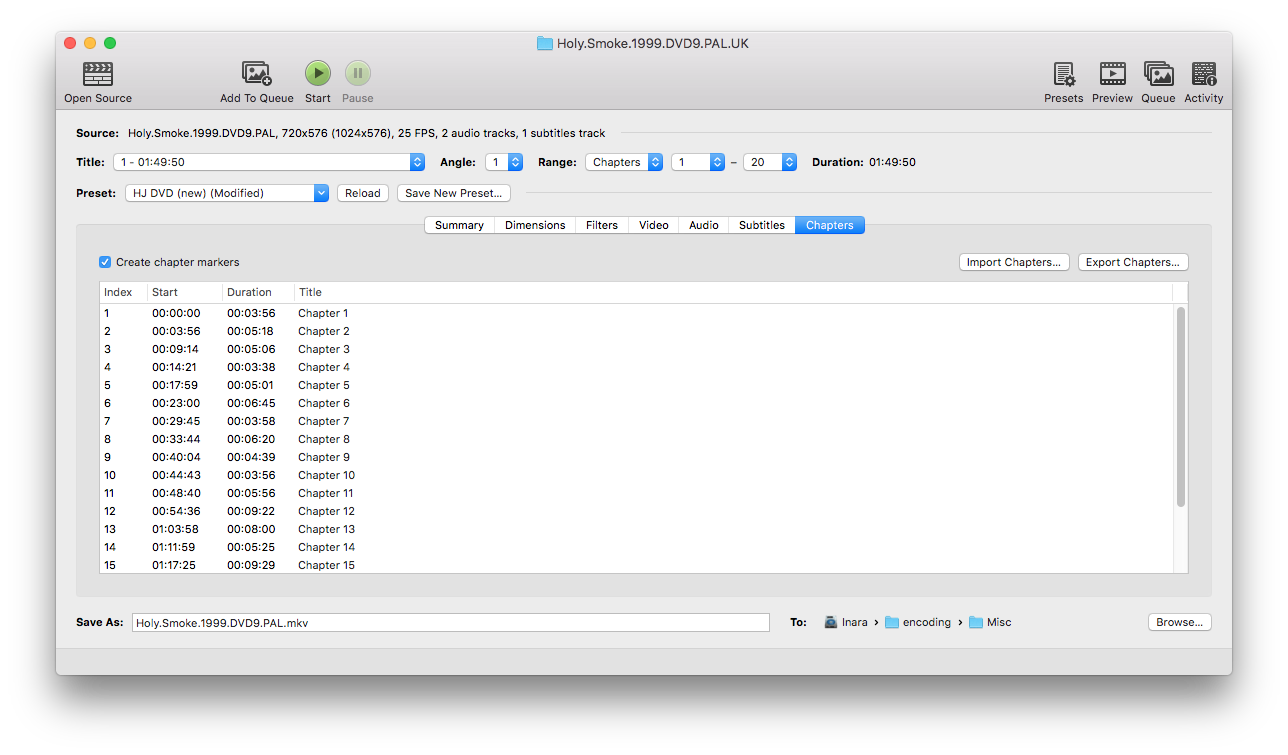 Holy.Smoke.1999.DVD9.PAL.UK
Open Source Add To Queue Start Pause Presets Preview Queue Activity
Source: Holy.Smoke.1999.DVD9.PAL, 720x576 (1024x576), 25 FPS, 2 audio tracks, 1 subtitles track
Title: 1 - 01:49:50 Angle: 1 Range: Chapters 1 – 20 Duration: 01:49:50
Preset: HJ DVD (new) (Modified) Reload Save New Preset...
Summary Dimensions Filters Video Audio Subtitles Chapters
Create chapter markers Import Chapters... Export Chapters...
Index Start Duration Title
1 00:00:00 00:03:56 Chapter 1
2 00:03:56 00:05:18 Chapter 2
3 00:09:14 00:05:06 Chapter 3
4 00:14:21 00:03:38 Chapter 4
5 00:17:59 00:05:01 Chapter 5
6 00:23:00 00:06:45 Chapter 6
7 00:29:45 00:03:58 Chapter 7
8 00:33:44 00:06:20 Chapter 8
9 00:40:04 00:04:39 Chapter 9
10 00:44:43 00:03:56 Chapter 10
11 00:48:40 00:05:56 Chapter 11
12 00:54:36 00:09:22 Chapter 12
13 01:03:58 00:08:00 Chapter 13
14 01:11:59 00:05:25 Chapter 14
15 01:17:25 00:09:29 Chapter 15
Save As: Holy.Smoke.1999.DVD9.PAL.mkv To: Inara › encoding › Misc Browse...